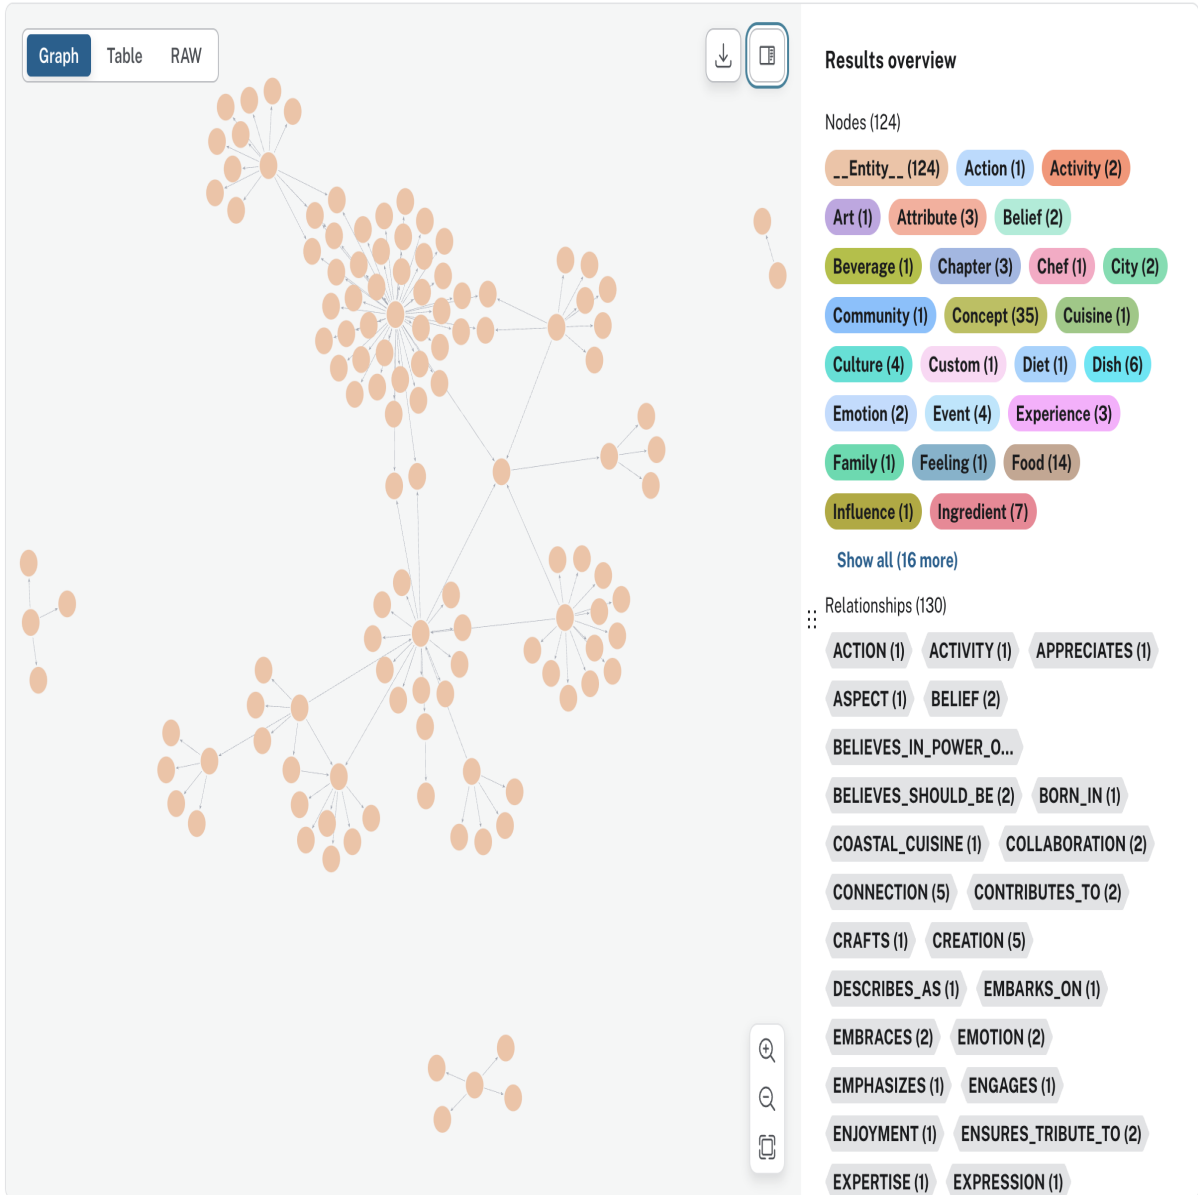 Graph Table RAW
Results overview
Nodes (124)
__Entity__ (124) Action (1) Activity (2)
Art (1) Attribute (3) Belief (2)
Beverage (1) Chapter (3) Chef (1) City (2)
Community (1) Concept (35) Cuisine (1)
Culture (4) Custom (1) Diet (1) Dish (6)
Emotion (2) Event (4) Experience (3)
Family (1) Feeling (1) Food (14)
Influence (1) Ingredient (7)
Show all (16 more)
Relationships (130)
ACTION (1) ACTIVITY (1) APPRECIATES (1)
ASPECT (1) BELIEF (2)
BELIEVES_IN_POWER_O...
BELIEVES_SHOULD_BE (2) BORN_IN (1)
COASTAL_CUISINE (1) COLLABORATION (2)
CONNECTION (5) CONTRIBUTES_TO (2)
CRAFTS (1) CREATION (5)
DESCRIBES_AS (1) EMBARKS_ON (1)
EMBRACES (2) EMOTION (2)
EMPHASIZES (1) ENGAGES (1)
ENJOYMENT (1) ENSURES_TRIBUTE_TO (2)
EXPERTISE (1) EXPRESSION (1)